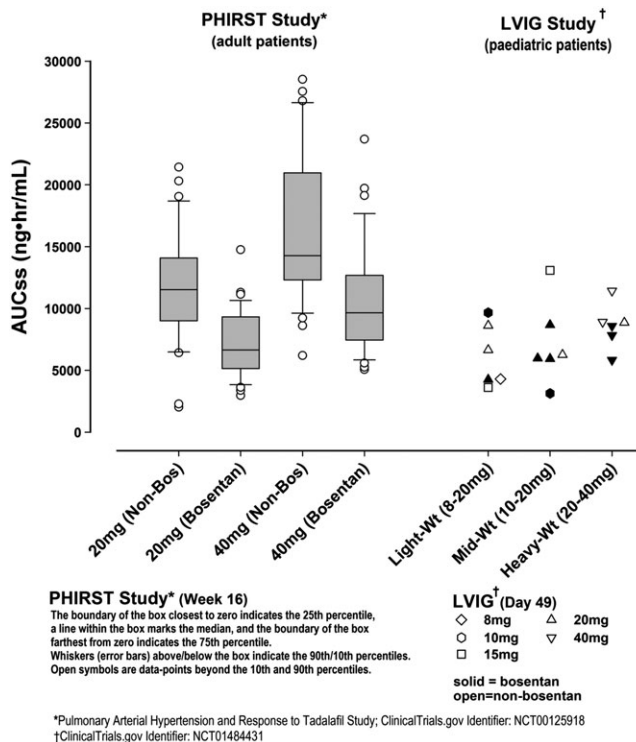 PHIRST Study*
(adult patients)
LVIG Study †
(paediatric patients)
AUCss (ng•hr/mL)
30000
25000
20000
15000
10000
5000
0
20mg (Non-Bos)
20mg (Bosentan)
40mg (Non-Bos)
40mg (Bosentan)
Light-Wt (8-20mg)
Mid-Wt (10-20mg)
Heavy-Wt (20-40mg)
PHIRST Study* (Week 16)
The boundary of the box closest to zero indicates the 25th percentile,
a line within the box marks the median, and the boundary of the box
farthest from zero indicates the 75th percentile.
Whiskers (error bars) above/below the box indicate the 90th/10th percentiles.
Open symbols are data-points beyond the 10th and 90th percentiles.
LVIG† (Day 49)
8mg
10mg
15mg
20mg
40mg
solid = bosentan
open=non-bosentan
*Pulmonary Arterial Hypertension and Response to Tadalafil Study; ClinicalTrials.gov Identifier: NCT00125918
†ClinicalTrials.gov Identifier: NCT01484431